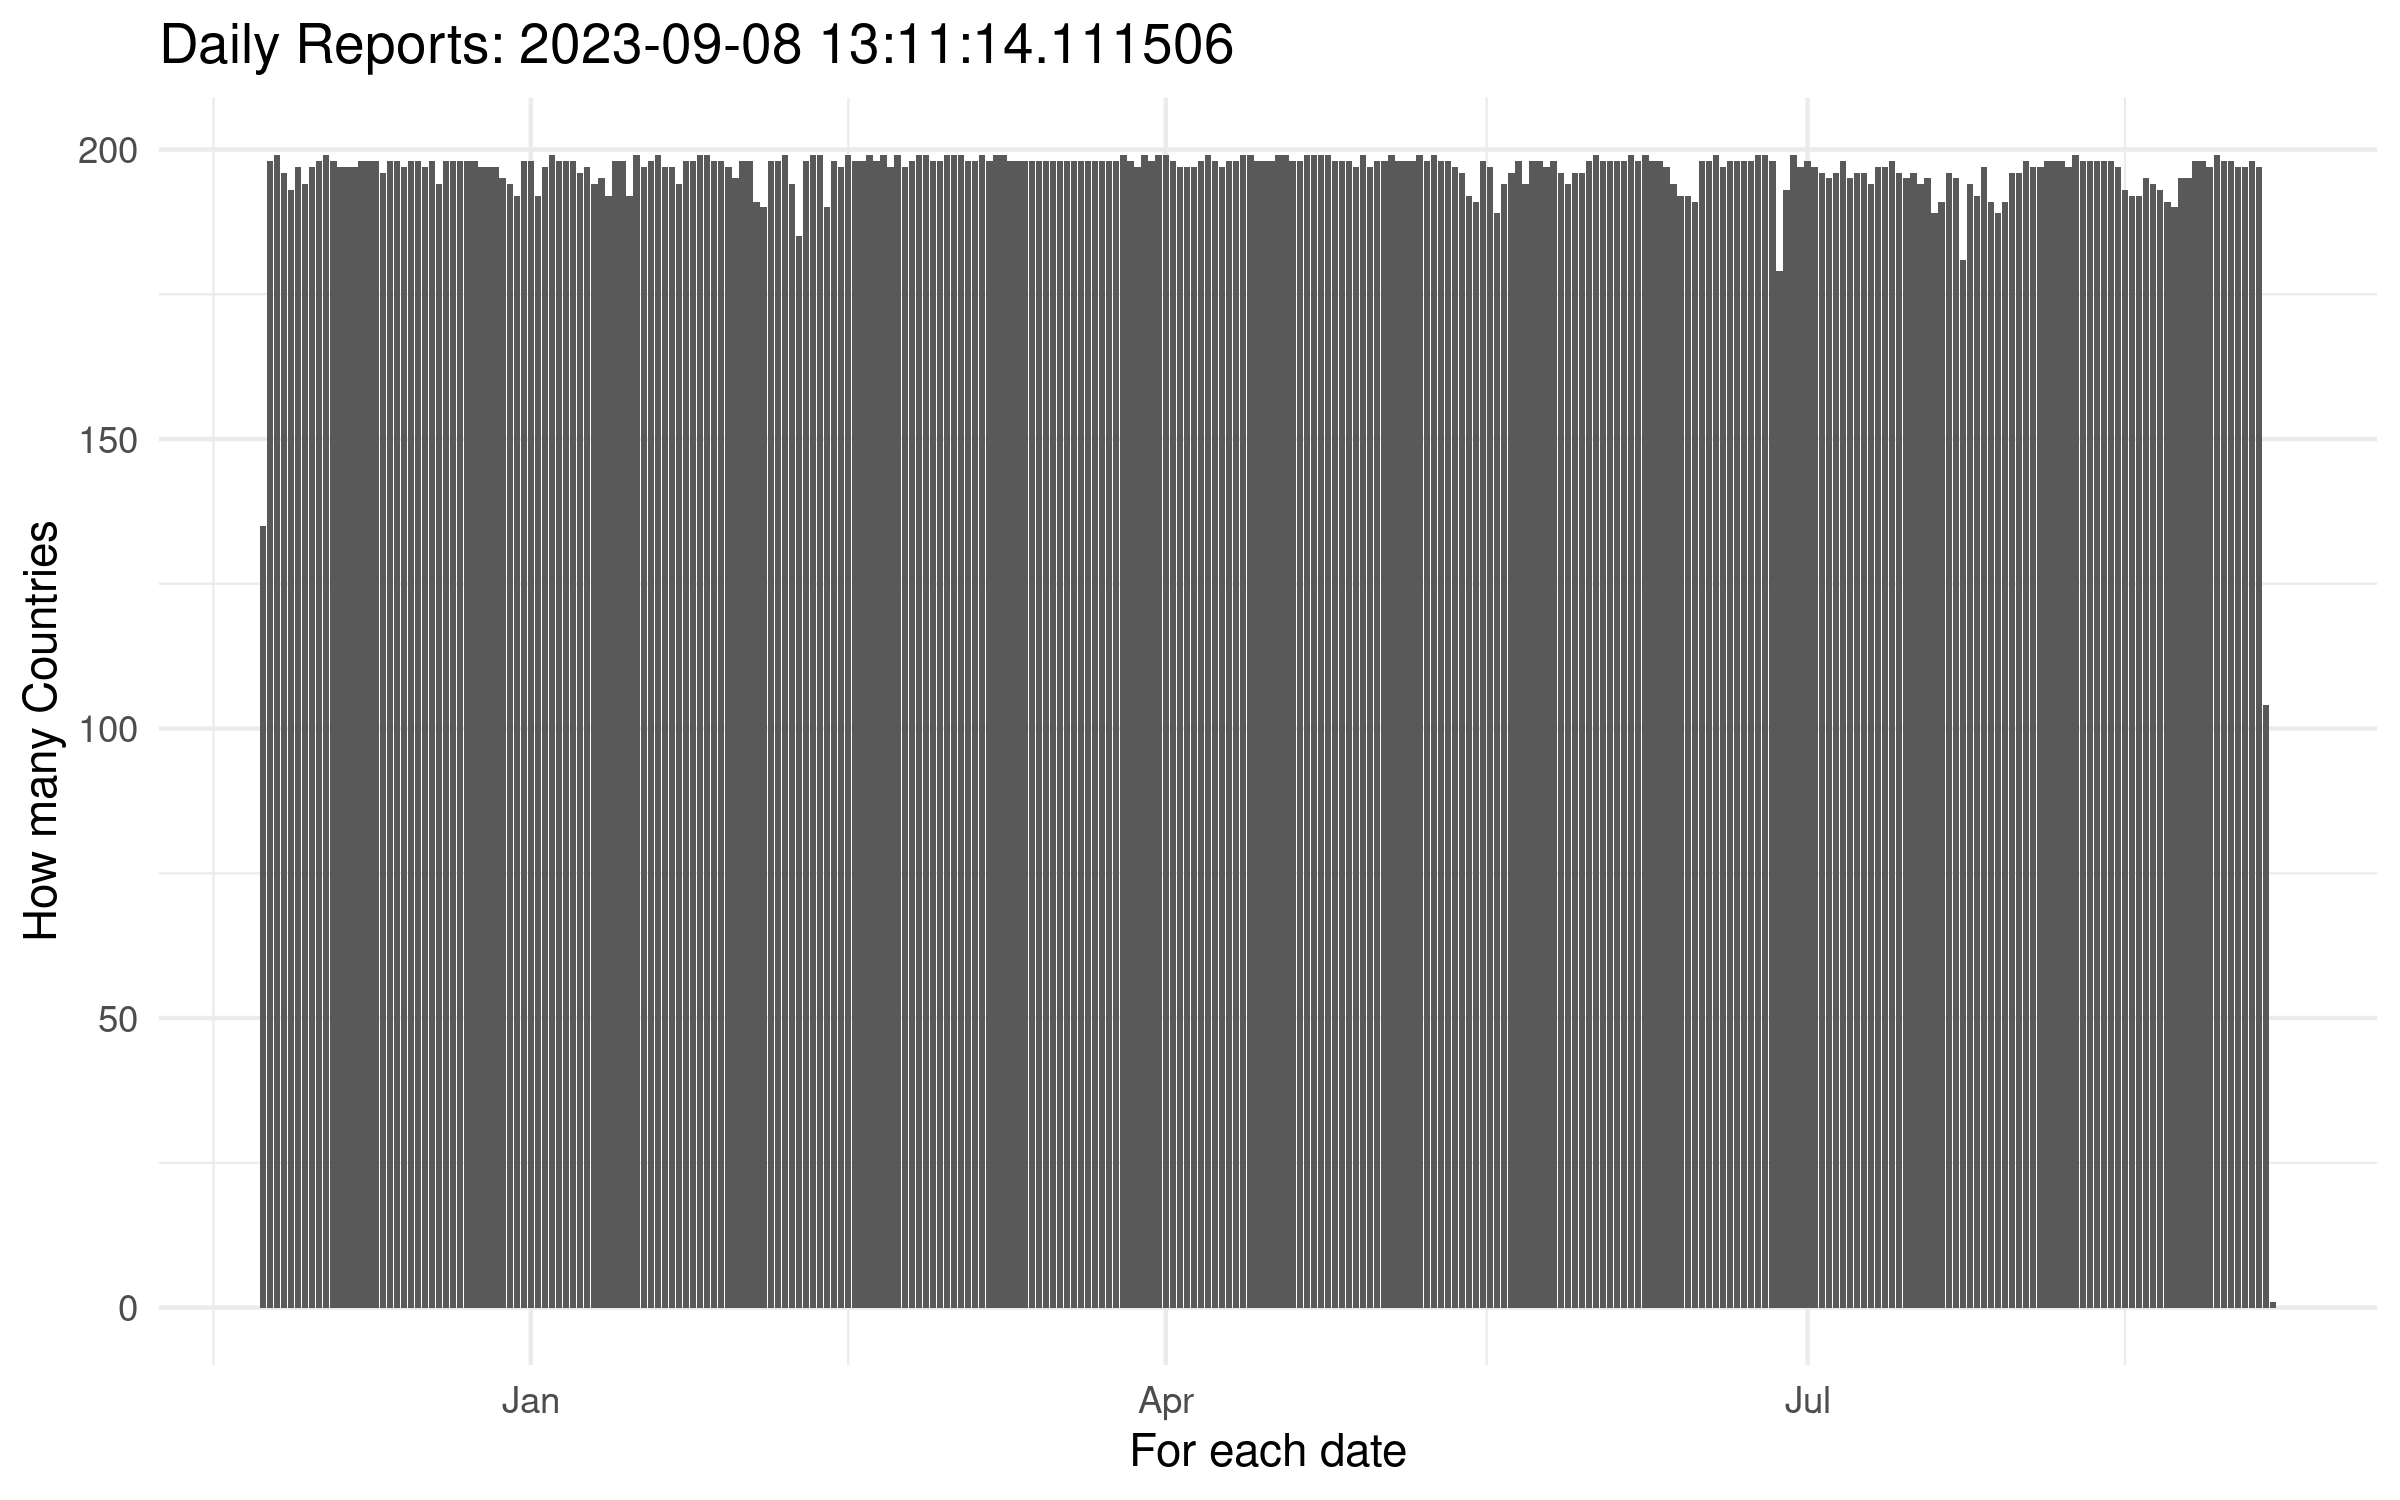 Daily Reports: 2023-09-08 13:11:14.111506
How many Countries
200
150
100
50
0
Jan
Apr
Jul
For each date